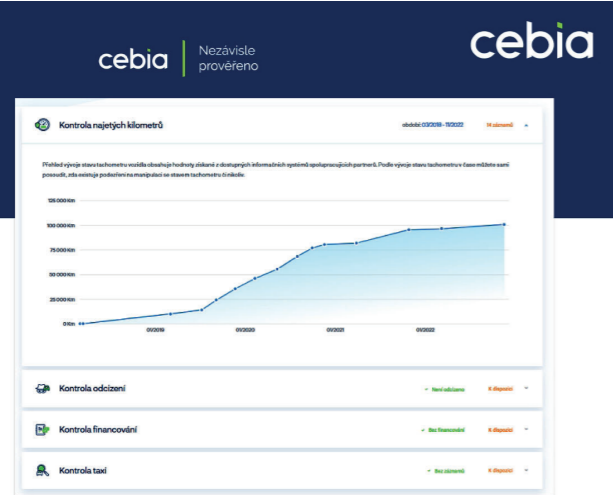 cebia
cebia
Nezávisle
prověřeno
Kontrola najetých kilometrů
období: 03/2018 - 11/2022
14 záznamů
Přehled vývoje stavu tachometru vozidla obsahuje hodnoty získané z dostupných informačních systémů spolupracujících partnerů. Podle vývoje stavu tachometru v čase můžete sami
posoudit, zda existuje podezření na manipulaci se stavem tachometru či nikoliv.
125 000 Km
100 000 Km
75 000 Km
50 000 Km
25 000 Km
0 Km
01/2019
01/2020
01/2021
01/2022
Kontrola odcizení
Není odcizeno
K dispozici
Kontrola financování
Bez financování
K dispozici
Kontrola taxi
Bez záznamů
K dispozici